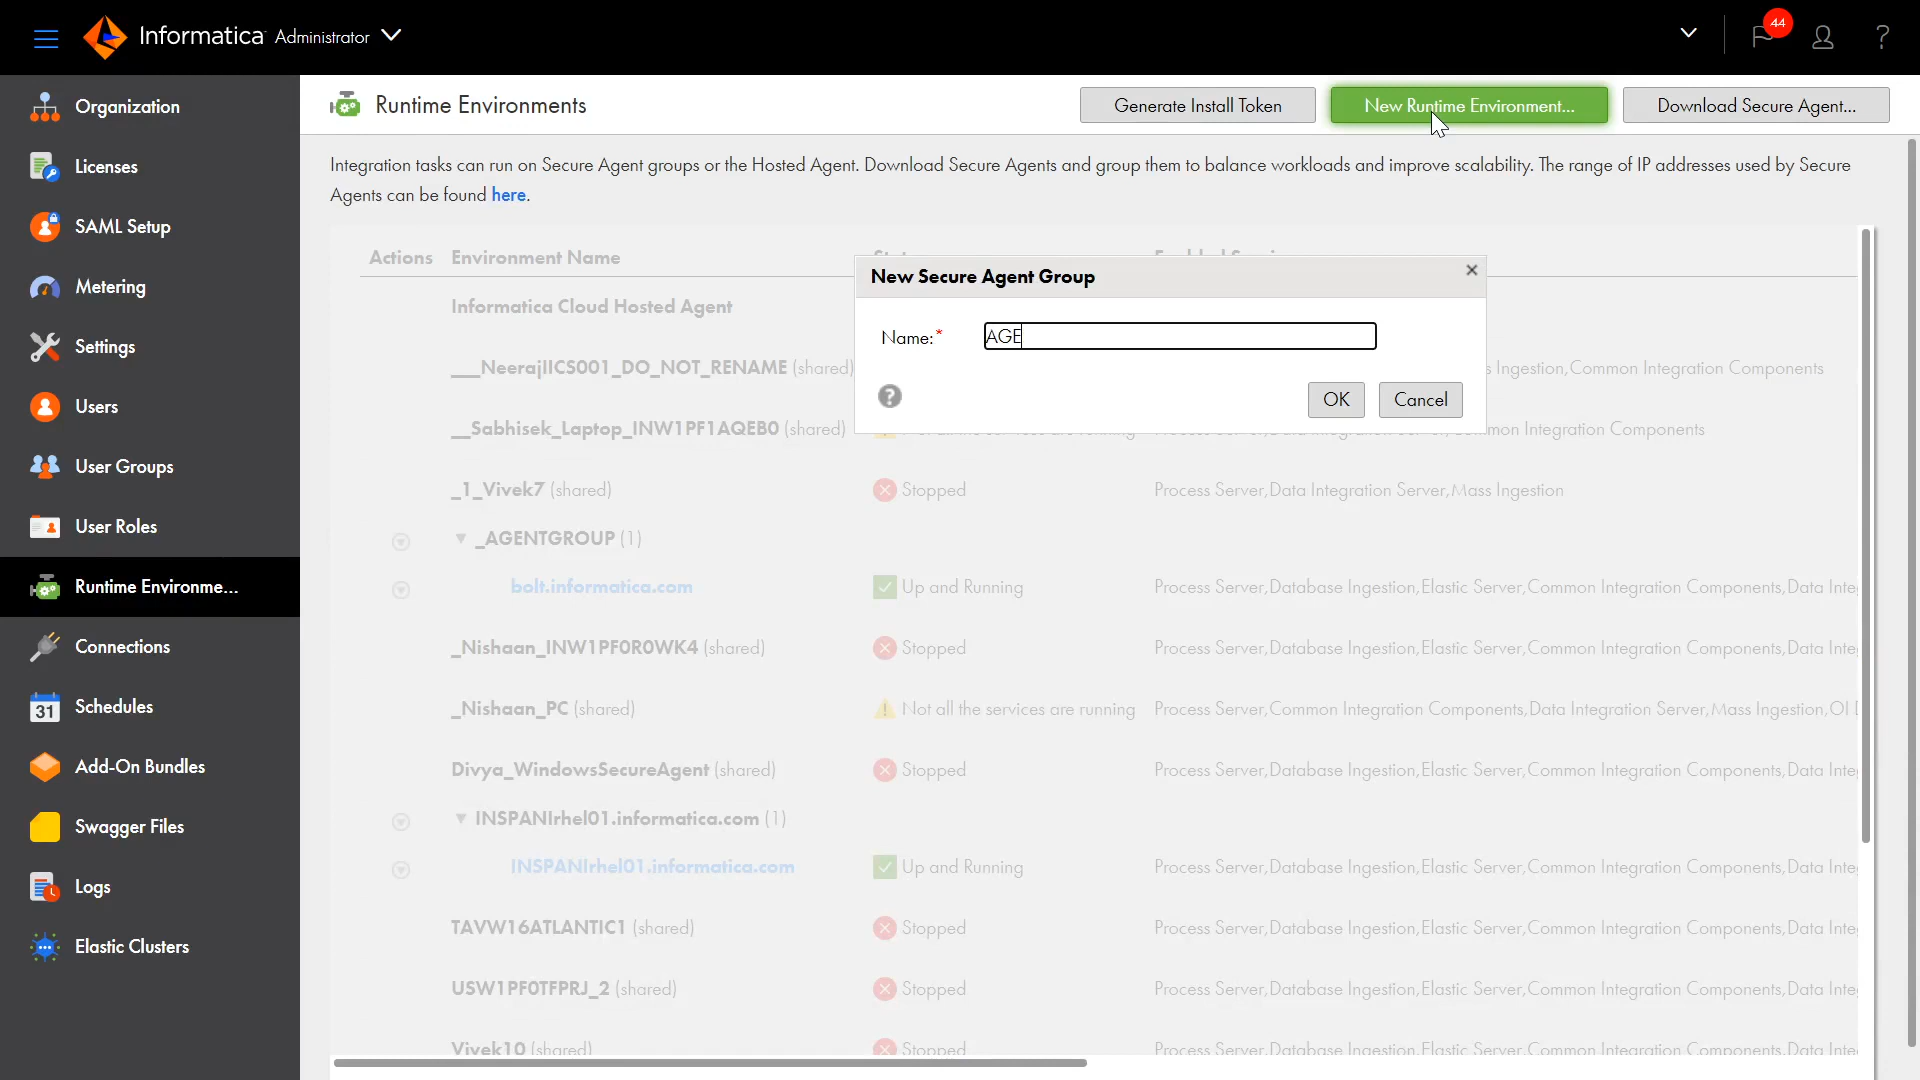 Informatica Administrator
44
?
Organization
Licenses
SAML Setup
Metering
Settings
Users
User Groups
User Roles
Runtime Environme...
Connections
31
Schedules
Add-On Bundles
Swagger Files
Logs
Elastic Clusters
Runtime Environments
Generate Install Token
New Runtime Environment...
Download Secure Agent...
Integration tasks can run on Secure Agent groups or the Hosted Agent. Download Secure Agents and group them to balance workloads and improve scalability. The range of IP addresses used by Secure
Agents can be found here.
Actions Environment Name
New Secure Agent Group
Name:*
AGE
?
OK
Cancel
Informatica Cloud Hosted Agent
(shared) Ingestion,Common Integration Components
(shared) Integration Components
_1_Vivek7 (shared) Stopped Process Server,Data Integration Server,Mass Ingestion
_AGENTGROUP (1)
bolt.informatica.com Up and Running Process Server,Database Ingestion,Elastic Server,Common Integration Components,Data Inte
_Nishaan_INW1PF0R0WK4 (shared) Stopped Process Server,Database Ingestion,Elastic Server,Common Integration Components,Data Inte
_Nishaan_PC (shared) Not all the services are running Process Server,Common Integration Components,Data Integration Server,Mass Ingestion,OI
Divya_WindowsSecureAgent (shared) Stopped Process Server,Database Ingestion,Elastic Server,Common Integration Components,Data Inte
INSPANIrhel01.informatica.com (1)
INSPANIrhel01.informatica.com Up and Running Process Server,Database Ingestion,Elastic Server,Common Integration Components,Data Inte
TAVW16ATLANTIC1 (shared) Stopped Process Server,Database Ingestion,Elastic Server,Common Integration Components,Data Inte
USW1PF0TFPRJ_2 (shared) Stopped Process Server,Database Ingestion,Elastic Server,Common Integration Components,Data Inte
Vivek10 (shared) Stopped Process Server,Database Ingestion,Elastic Server,Common Integration Components,Data Inte